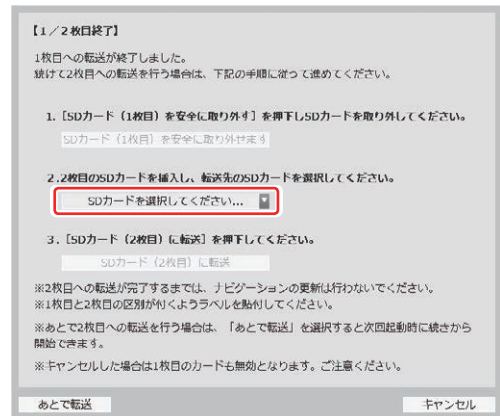 【1／2枚目終了】
1枚目への転送が終了しました。
続けて2枚目への転送を行う場合は、下記の手順に従って進めてください。
1.［SDカード（1枚目）を安全に取り外す］を押下しSDカードを取り外してください。
SDカード（1枚目）を安全に取り外せます
2.2枚目のSDカードを挿入し、転送先のSDカードを選択してください。
SDカードを選択してください...
3.［SDカード（2枚目）に転送］を押下してください。
SDカード（2枚目）に転送
※2枚目への転送が完了するまでは、ナビゲーションの更新は行わないでください。
※1枚目と2枚目の区別が付くようラベルを貼付してください。
※あとで2枚目への転送を行う場合は、「あとで転送」を選択すると次回起動時に続きから
開始できます。
※キャンセルした場合は1枚目のカードも無効となります。ご注意ください。
あとで転送
キャンセル